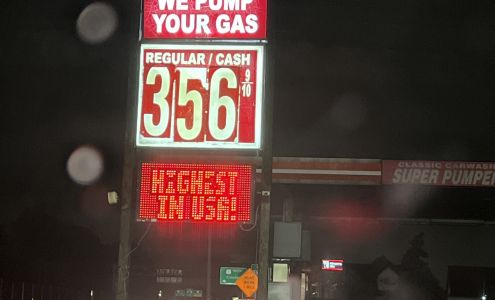 WE PUMP
YOUR GAS
REGULAR / CASH
356 9/10
HIGHEST
IN USA!
CLASSIC CARWASH
SUPER PUMPER